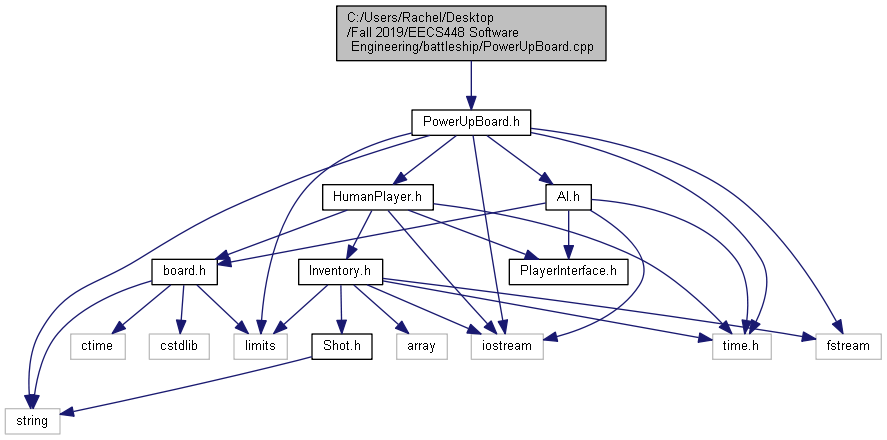 C:/Users/Rachel/Desktop
/Fall 2019/EECS448 Software
Engineering/battleship/PowerUpBoard.cpp
PowerUpBoard.h
HumanPlayer.h
AI.h
board.h
Inventory.h
PlayerInterface.h
ctime
cstdlib
limits
Shot.h
array
iostream
time.h
fstream
string